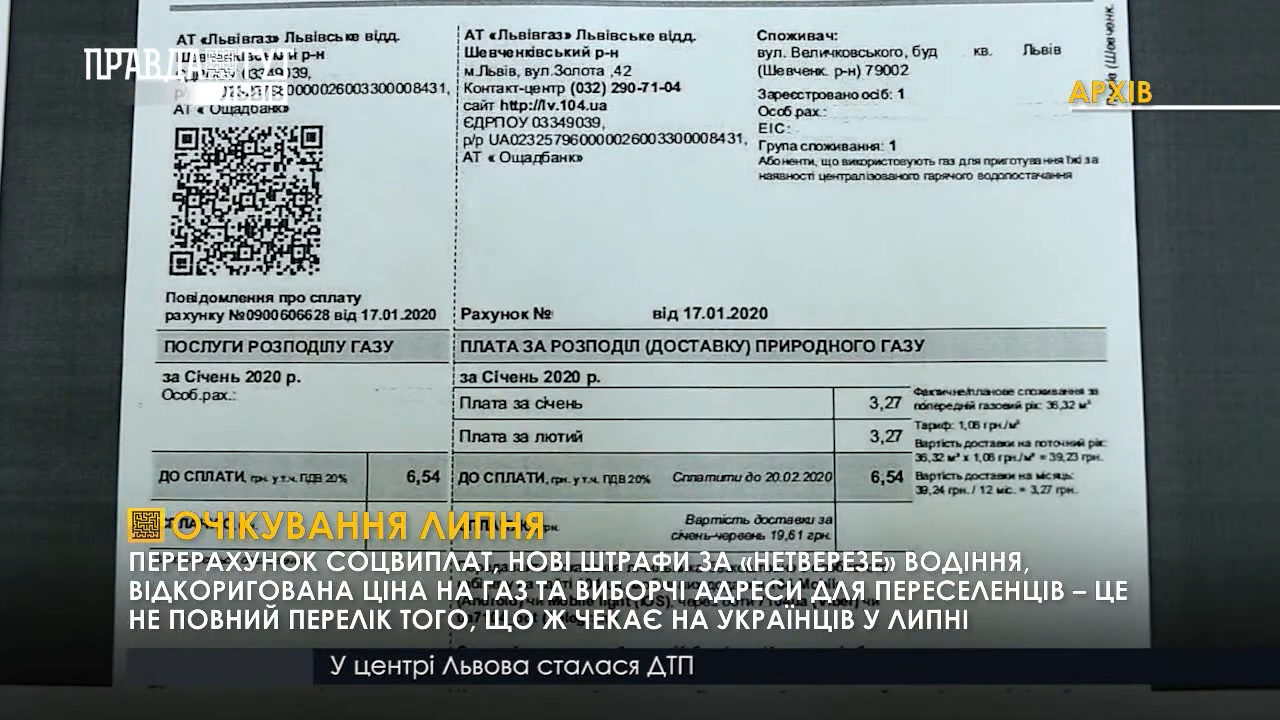 АТ «Львівгаз» Львівське відд.
Шевченківський р-н
ЄДРПОУ 03349039,
АТ « Ощадбанк»
Повідомлення про сплату
рахунку №0900606628 від 17.01.2020
ПОСЛУГИ РОЗПОДІЛУ ГАЗУ
за Січень 2020 р.
Особ.рах.:
ДО СПЛАТИ, грн. у т.ч. ПДВ 20% 6,54
АТ «Львівгаз» Львівське відд.
Шевченківський р-н
м.Львів, вул.Золота ,42
Контакт-центр (032) 290-71-04
сайт http://lv.104.ua
ЄДРПОУ 03349039,
р/р UA023257960000026003300008431,
АТ « Ощадбанк»
Споживач:
вул. Величковського, буд кв. Львів
(Шевченк. р-н) 79002
Зареєстровано осіб: 1
Особ.рах.:
EIC:
Група споживання: 1
Абоненти, що використовують газ для приготування їжі за
наявності централізованого гарячого водопостачання
Рахунок № від 17.01.2020
ПЛАТА ЗА РОЗПОДІЛ (ДОСТАВКУ) ПРИРОДНОГО ГАЗУ
за Січень 2020 р.
Плата за січень 3,27
Плата за лютий 3,27
ДО СПЛАТИ, грн. у т.ч. ПДВ 20% Сплатити до 20.02.2020 6,54
Вартість доставки за
січень-червень 19,61 грн.
Фактичне/планове споживання за
попередній газовий рік: 36,32 м³
Тариф: 1,08 грн./м³
Вартість доставки на поточний рік:
36,32 м³ х 1,08 грн./м³ = 39,23 грн.
Вартість доставки на місяць:
39,24 грн. / 12 міс. = 3,27 грн.
ПРАВДА ТУТ
ЛЬВІВ
АРХІВ
ОЧІКУВАННЯ ЛИПНЯ
ПЕРЕРАХУНОК СОЦВИПЛАТ, НОВІ ШТРАФИ ЗА «НЕТВЕРЕЗЕ» ВОДІННЯ,
ВІДКОРИГОВАНА ЦІНА НА ГАЗ ТА ВИБОРЧІ АДРЕСИ ДЛЯ ПЕРЕСЕЛЕНЦІВ – ЦЕ
НЕ ПОВНИЙ ПЕРЕЛІК ТОГО, ЩО Ж ЧЕКАЄ НА УКРАЇНЦІВ У ЛИПНІ
У центрі Львова сталася ДТП